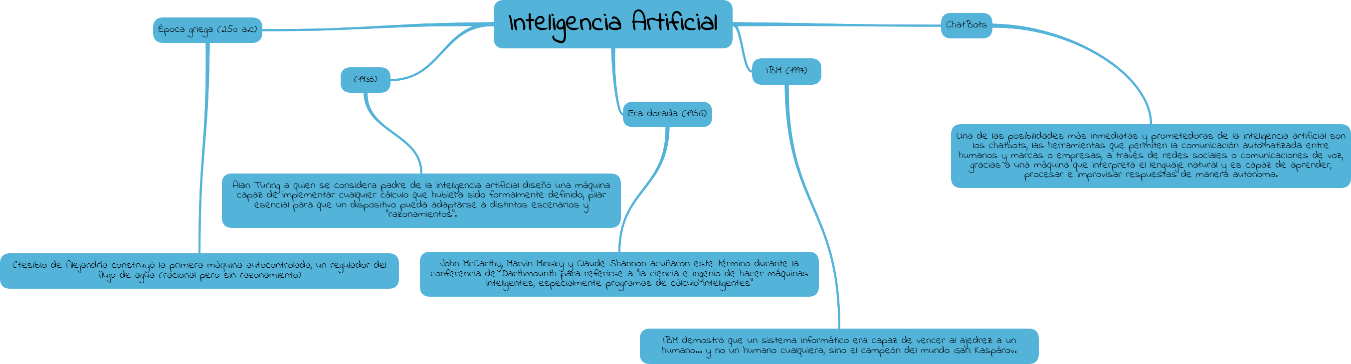 Inteligencia Artificial
Época griega (250 a.c)
Ctesibio de Alejandría construyó la primera máquina autocontrolada, un regulador del
flujo de agua (racional pero sin razonamiento)
(1936)
Alan Turing a quien se considera padre de la inteligencia artificial diseñó una máquina
capaz de implementar cualquier cálculo que hubiera sido formalmente definido, pilar
esencial para que un dispositivo pueda adaptarse a distintos escenarios y
"razonamientos".
Era dorada (1956)
John McCarthy, Marvin Minsky y Claude Shannon acuñaron este término durante la
conferencia de Darthmounth para referirse a "la ciencia e ingenio de hacer máquinas
inteligentes, especialmente programas de cálculo inteligentes"
IBM (1997)
IBM demostró que un sistema informático era capaz de vencer al ajedrez a un
humano... y no un humano cualquiera, sino el campeón del mundo Gari Kaspárov.
ChatBots
Una de las posibilidades más inmediatas y prometedoras de la inteligencia artificial son
los chatbots, las herramientas que permiten la comunicación automatizada entre
humanos y marcas o empresas, a través de redes sociales o comunicaciones de voz,
gracias a una máquina que interpreta el lenguaje natural y es capaz de aprender,
procesar e improvisar respuestas de manera autónoma.